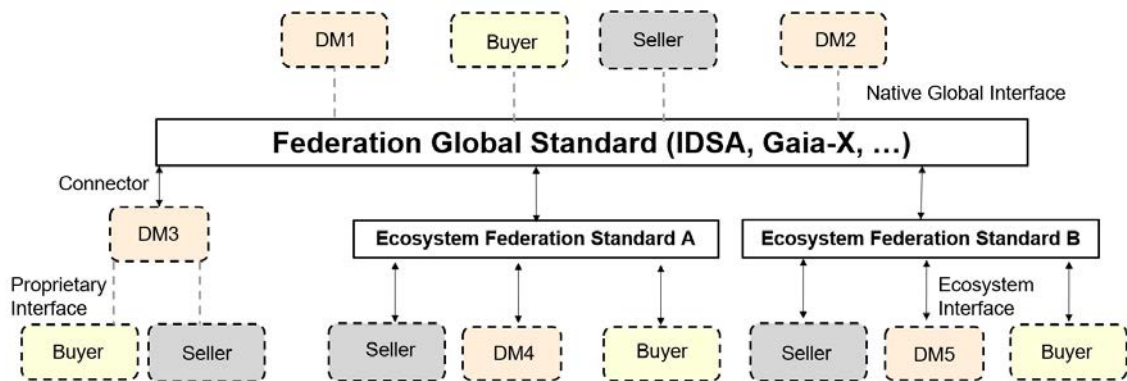 DM1
Buyer
Seller
DM2
Native Global Interface
Federation Global Standard (IDSA, Gaia-X, ...)
Connector
DM3
Ecosystem Federation Standard A
Ecosystem Federation Standard B
Proprietary
Interface
Ecosystem
Interface
Buyer
Seller
Seller
DM4
Buyer
Seller
DM5
Buyer